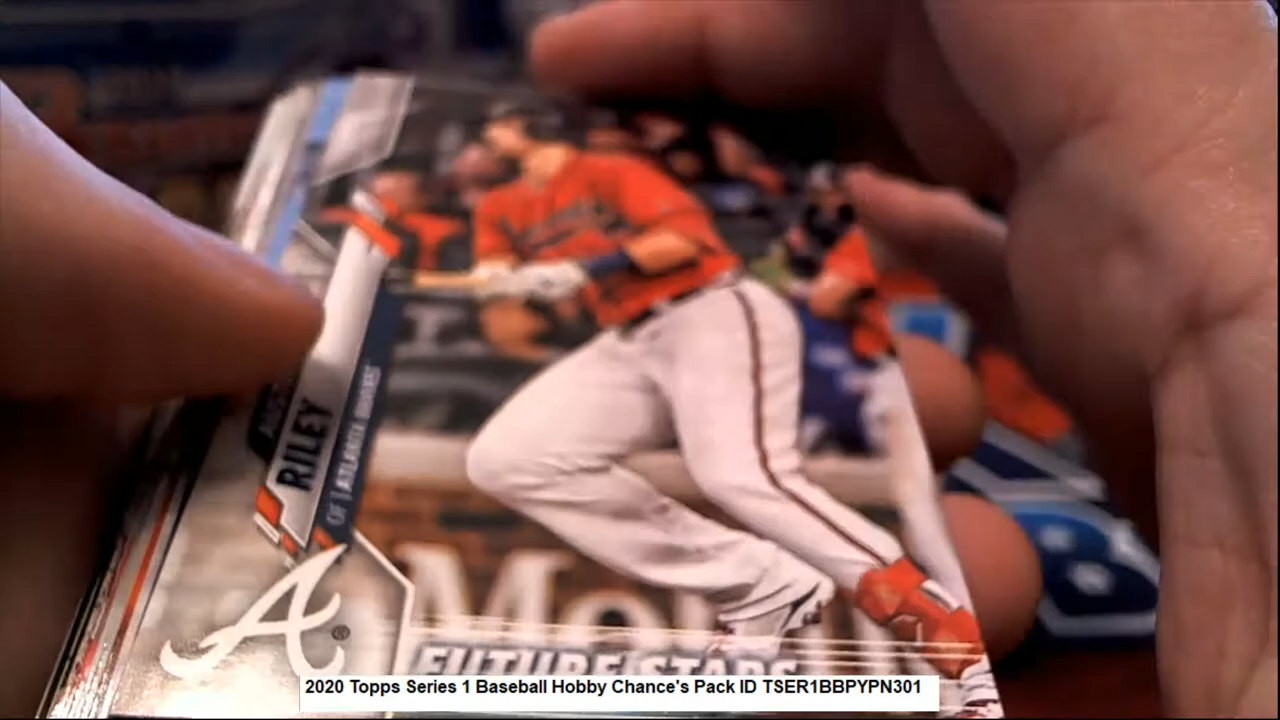 RILEY
OF | ATLANTA BRAVES®
A®
FUTURE STARS
2020 Topps Series 1 Baseball Hobby Chance's Pack ID TSER1BBPYPN301